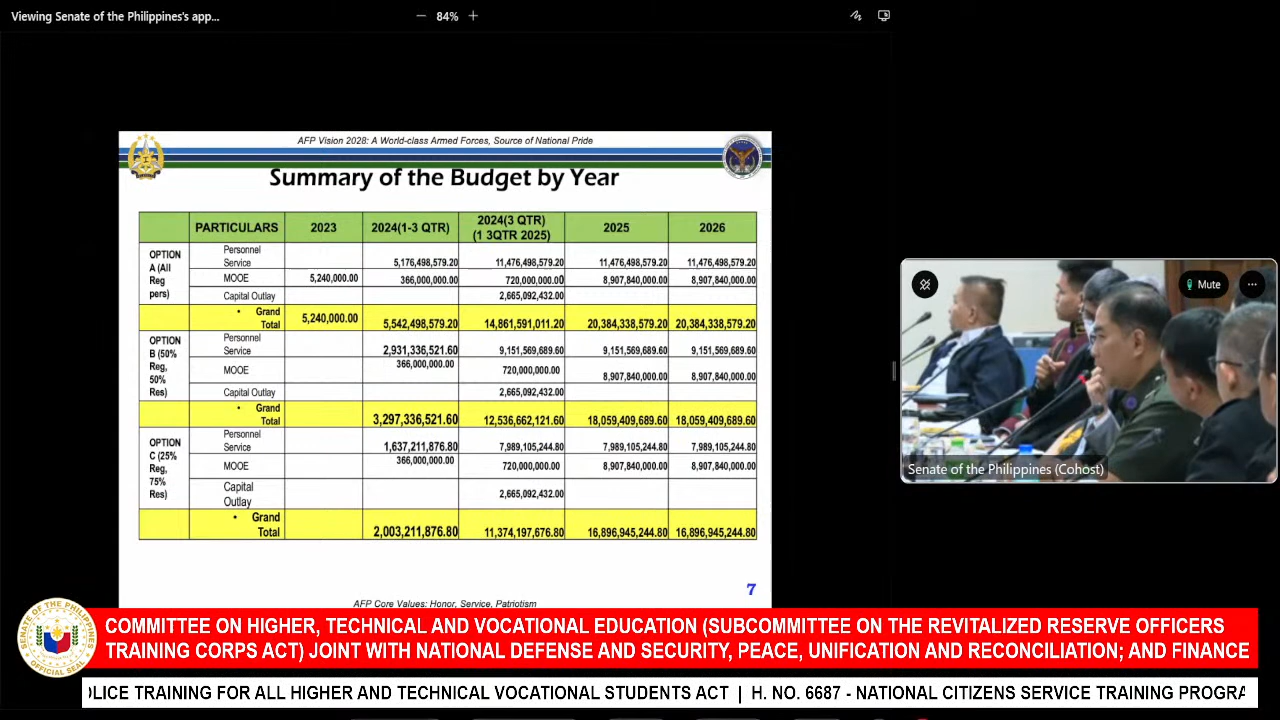 Viewing Senate of the Philippines's app...
84%
AFP Vision 2028: A World-class Armed Forces, Source of National Pride
Summary of the Budget by Year
PARTICULARS 2023 2024(1-3 QTR) 2024(3 QTR) (1 3QTR 2025) 2025 2026
OPTION A (All Reg pers) Personnel Service 5,176,498,579.20 11,476,498,579.20 11,476,498,579.20 11,476,498,579.20
MOOE 5,240,000.00 366,000,000.00 720,000,000.00 8,907,840,000.00 8,907,840,000.00
Capital Outlay 2,665,092,432.00
• Grand Total 5,240,000.00 5,542,498,579.20 14,861,591,011.20 20,384,338,579.20 20,384,338,579.20
OPTION B (50% Reg, 50% Res) Personnel Service 2,931,336,521.60 9,151,569,689.60 9,151,569,689.60 9,151,569,689.60
MOOE 366,000,000.00 720,000,000.00 8,907,840,000.00 8,907,840,000.00
Capital Outlay 2,665,092,432.00
• Grand Total 3,297,336,521.60 12,536,662,121.60 18,059,409,689.60 18,059,409,689.60
OPTION C (25% Reg, 75% Res) Personnel Service 1,637,211,876.80 7,989,105,244.80 7,989,105,244.80 7,989,105,244.80
MOOE 366,000,000.00 720,000,000.00 8,907,840,000.00 8,907,840,000.00
Capital Outlay 2,665,092,432.00
• Grand Total 2,003,211,876.80 11,374,197,676.80 16,896,945,244.80 16,896,945,244.80
7
AFP Core Values: Honor, Service, Patriotism
Mute
Senate of the Philippines (Cohost)
SENATE OF THE PHILIPPINES
OFFICIAL SEAL
COMMITTEE ON HIGHER, TECHNICAL AND VOCATIONAL EDUCATION (SUBCOMMITTEE ON THE REVITALIZED RESERVE OFFICERS
TRAINING CORPS ACT) JOINT WITH NATIONAL DEFENSE AND SECURITY, PEACE, UNIFICATION AND RECONCILIATION; AND FINANCE
OLICE TRAINING FOR ALL HIGHER AND TECHNICAL VOCATIONAL STUDENTS ACT | H. NO. 6687 - NATIONAL CITIZENS SERVICE TRAINING PROGRA